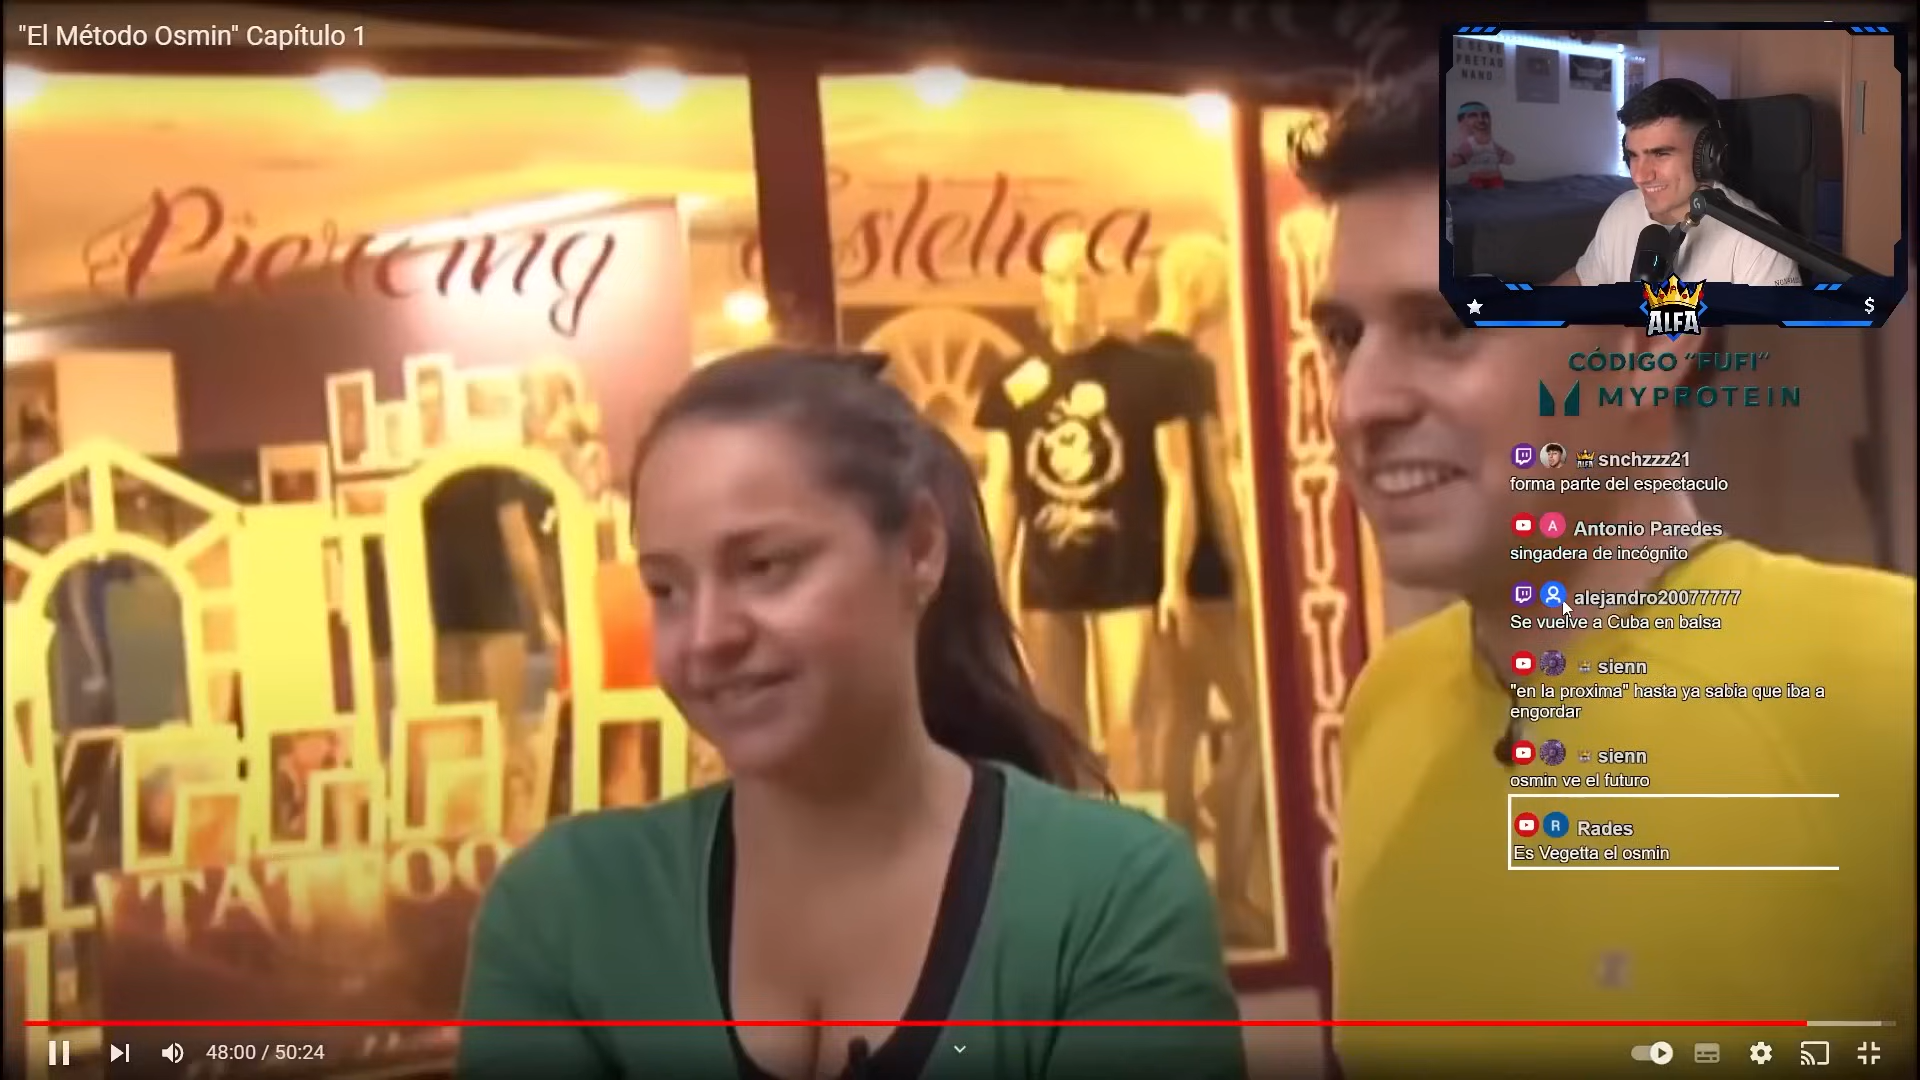 "El Método Osmin" Capítulo 1
Piercing
Estetica
TATTOO
ALFA
$
CÓDIGO "FUFI"
MYPROTEIN
snchzzz21
forma parte del espectaculo
A Antonio Paredes
singadera de incógnito
alejandro20077777
Se vuelve a Cuba en balsa
sienn
"en la proxima" hasta ya sabia que iba a
engordar
sienn
osmin ve el futuro
R Rades
Es Vegetta el osmin
48:00 / 50:24